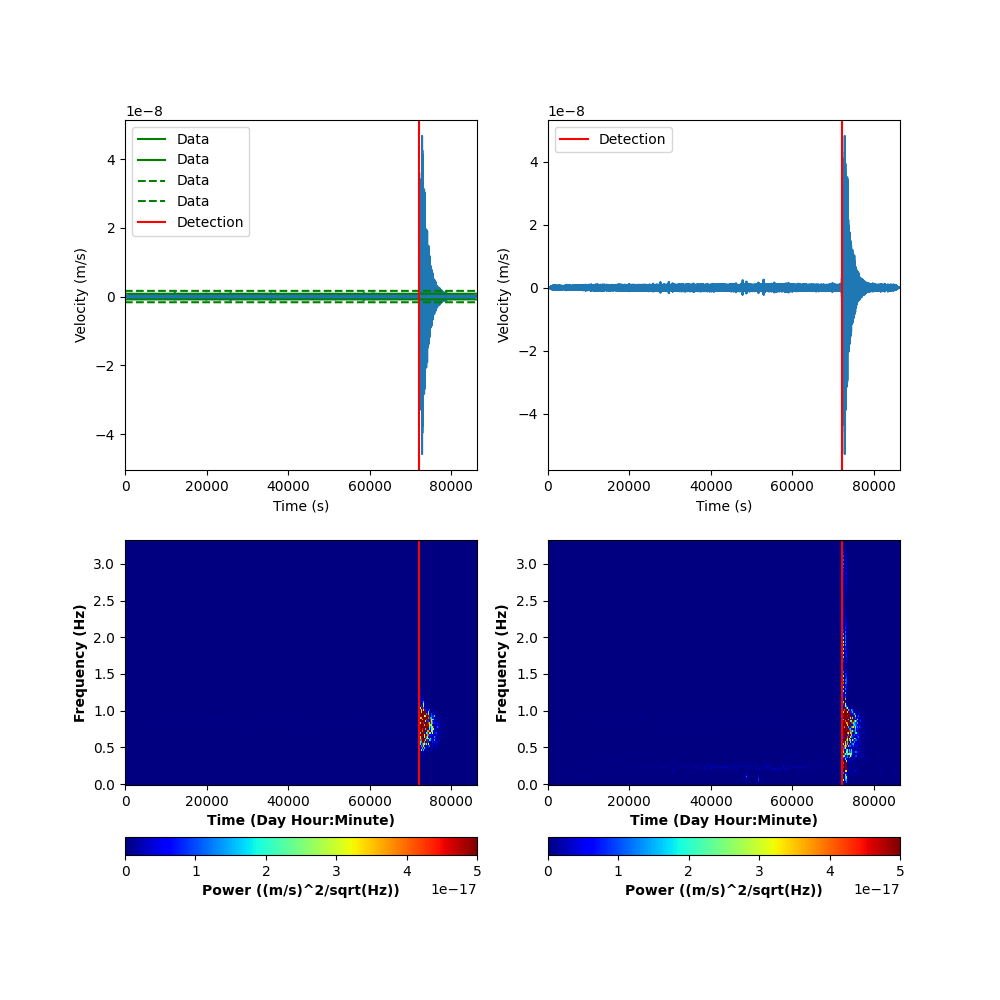 1e−8
Data
Data
Data
Data
Detection
Velocity (m/s)
4
2
0
−2
−4
0 20000 40000 60000 80000
Time (s)
1e−8
Detection
Velocity (m/s)
4
2
0
−2
−4
0 20000 40000 60000 80000
Time (s)
Frequency (Hz)
3.0
2.5
2.0
1.5
1.0
0.5
0.0
0 20000 40000 60000 80000
Time (Day Hour:Minute)
0 1 2 3 4 5
Power ((m/s)^2/sqrt(Hz))
1e−17
Frequency (Hz)
3.0
2.5
2.0
1.5
1.0
0.5
0.0
0 20000 40000 60000 80000
Time (Day Hour:Minute)
0 1 2 3 4 5
Power ((m/s)^2/sqrt(Hz))
1e−17